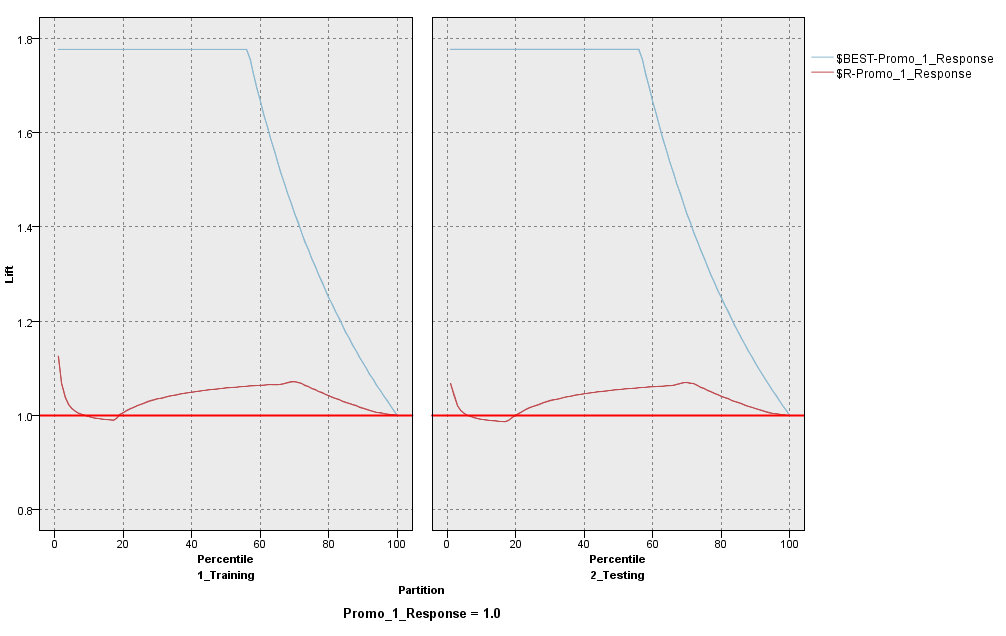 1.8
1.6
1.4
1.2
1.0
0.8
Lift
0 20 40 60 80 100
0 20 40 60 80 100
Percentile
1_Training
Percentile
2_Testing
Partition
Promo_1_Response = 1.0
$BEST-Promo_1_Response
$R-Promo_1_Response